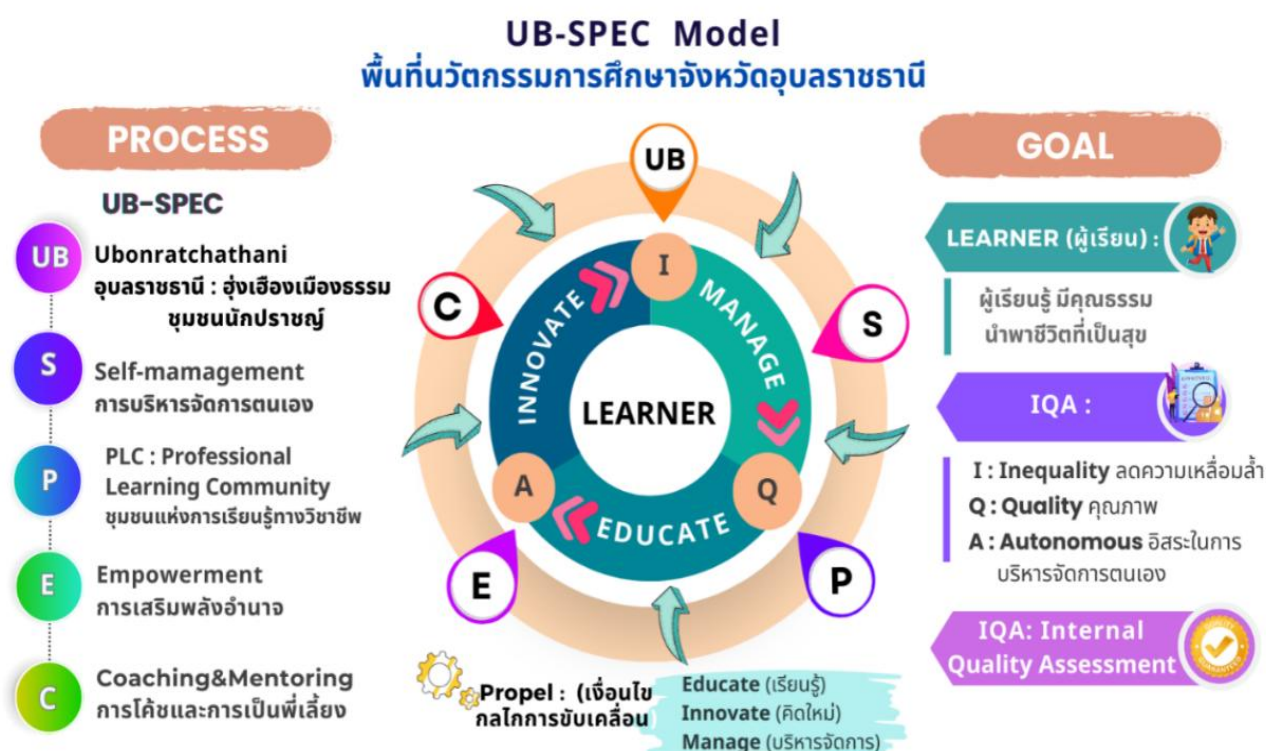 UB-SPEC Model
พื้นที่นวัตกรรมการศึกษาจังหวัดอุบลราชธานี
PROCESS
UB-SPEC
UB
Ubonratchathani
อุบลราชธานี : ฮุ่งเฮืองเมืองธรรม
ชุมชนนักปราชญ์
S
Self-mamagement
การบริหารจัดการตนเอง
P
PLC : Professional
Learning Community
ชุมชนแห่งการเรียนรู้ทางวิชาชีพ
E
Empowerment
การเสริมพลังอำนาจ
C
Coaching&Mentoring
การโค้ชและการเป็นพี่เลี้ยง
UB
I
C
INNOVATE
MANAGE
S
LEARNER
A
Q
EDUCATE
E
P
Propel : (เงื่อนไข
กลไกการขับเคลื่อน
Educate (เรียนรู้)
Innovate (คิดใหม่)
Manage (บริหารจัดการ)
GOAL
LEARNER (ผู้เรียน) :
ผู้เรียนรู้ มีคุณธรรม
นำพาชีวิตที่เป็นสุข
IQA :
I : Inequality ลดความเหลื่อมล้ำ
Q : Quality คุณภาพ
A : Autonomous อิสระในการ
บริหารจัดการตนเอง
IQA: Internal
Quality Assessment